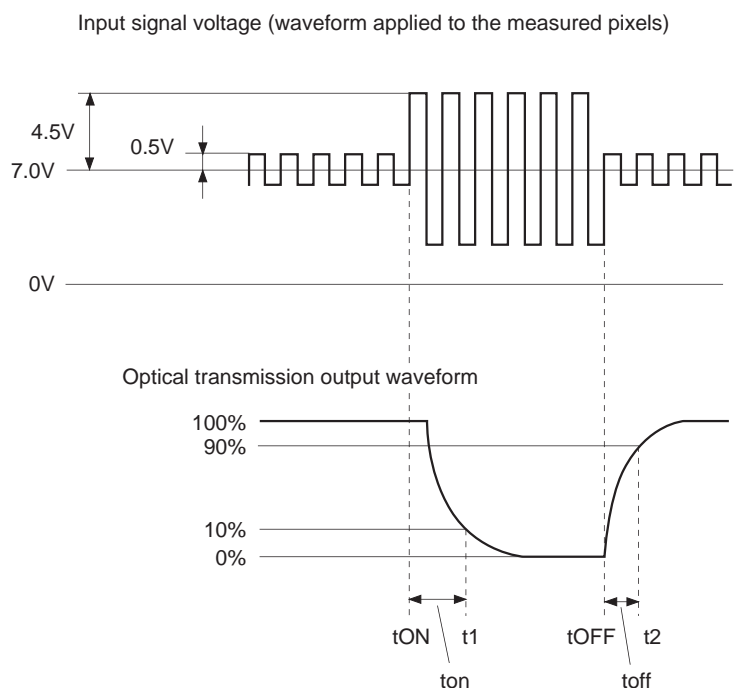 Input signal voltage (waveform applied to the measured pixels)
4.5V
0.5V
7.0V
0V
Optical transmission output waveform
100%
90%
10%
0%
tON t1 tOFF t2
ton toff